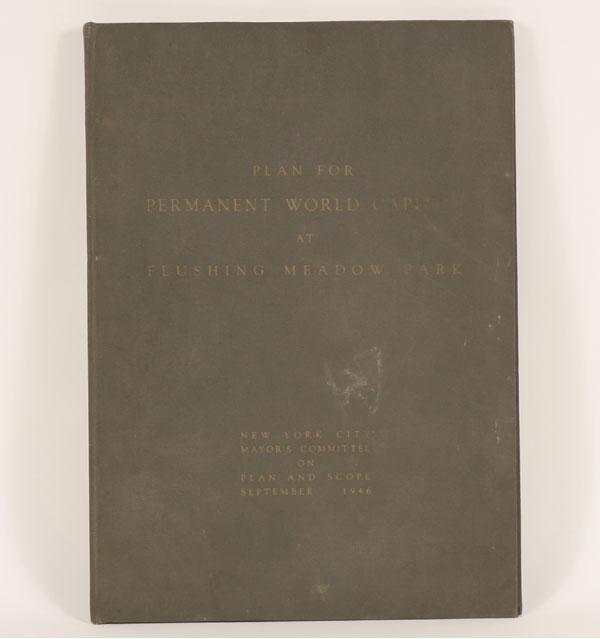 PLAN FOR
PERMANENT WORLD CAPITOL
AT
FLUSHING MEADOW PARK
NEW YORK CITY
MAYOR'S COMMITTEE
ON
PLAN AND SCOPE
SEPTEMBER 1946